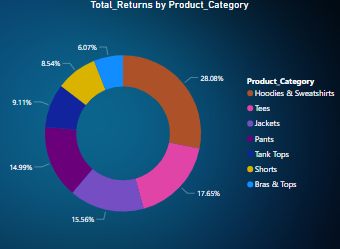 Total_Returns by Product_Category
6.07%
8.54%
28.08%
9.11%
14.99%
17.65%
15.56%
Product_Category
Hoodies & Sweatshirts
Tees
Jackets
Pants
Tank Tops
Shorts
Bras & Tops